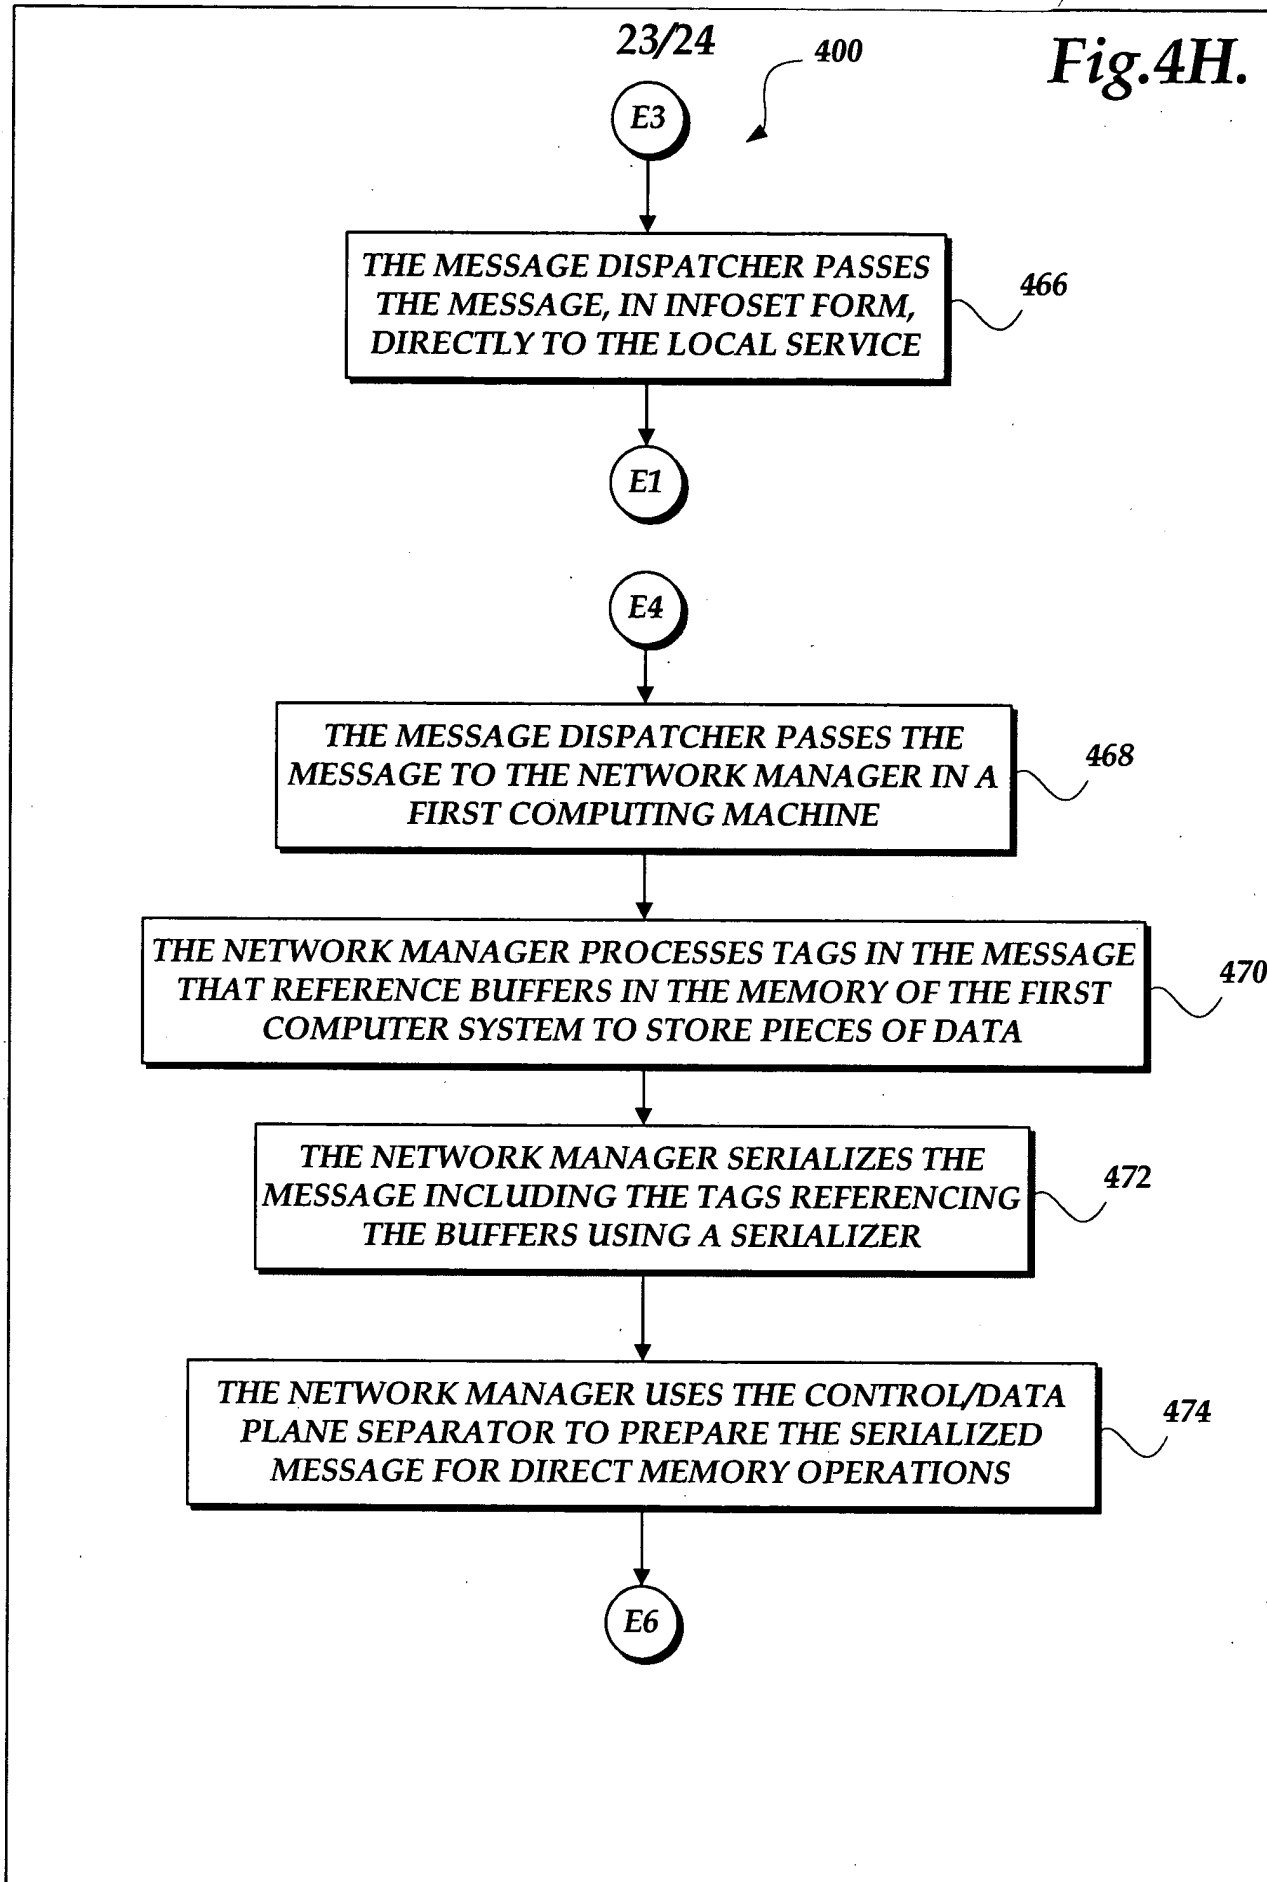 23/24
400
Fig.4H.
E3
THE MESSAGE DISPATCHER PASSES
THE MESSAGE, IN INFOSET FORM,
DIRECTLY TO THE LOCAL SERVICE
466
E1
E4
THE MESSAGE DISPATCHER PASSES THE
MESSAGE TO THE NETWORK MANAGER IN A
FIRST COMPUTING MACHINE
468
THE NETWORK MANAGER PROCESSES TAGS IN THE MESSAGE
THAT REFERENCE BUFFERS IN THE MEMORY OF THE FIRST
COMPUTER SYSTEM TO STORE PIECES OF DATA
470
THE NETWORK MANAGER SERIALIZES THE
MESSAGE INCLUDING THE TAGS REFERENCING
THE BUFFERS USING A SERIALIZER
472
THE NETWORK MANAGER USES THE CONTROL/DATA
PLANE SEPARATOR TO PREPARE THE SERIALIZED
MESSAGE FOR DIRECT MEMORY OPERATIONS
474
E6